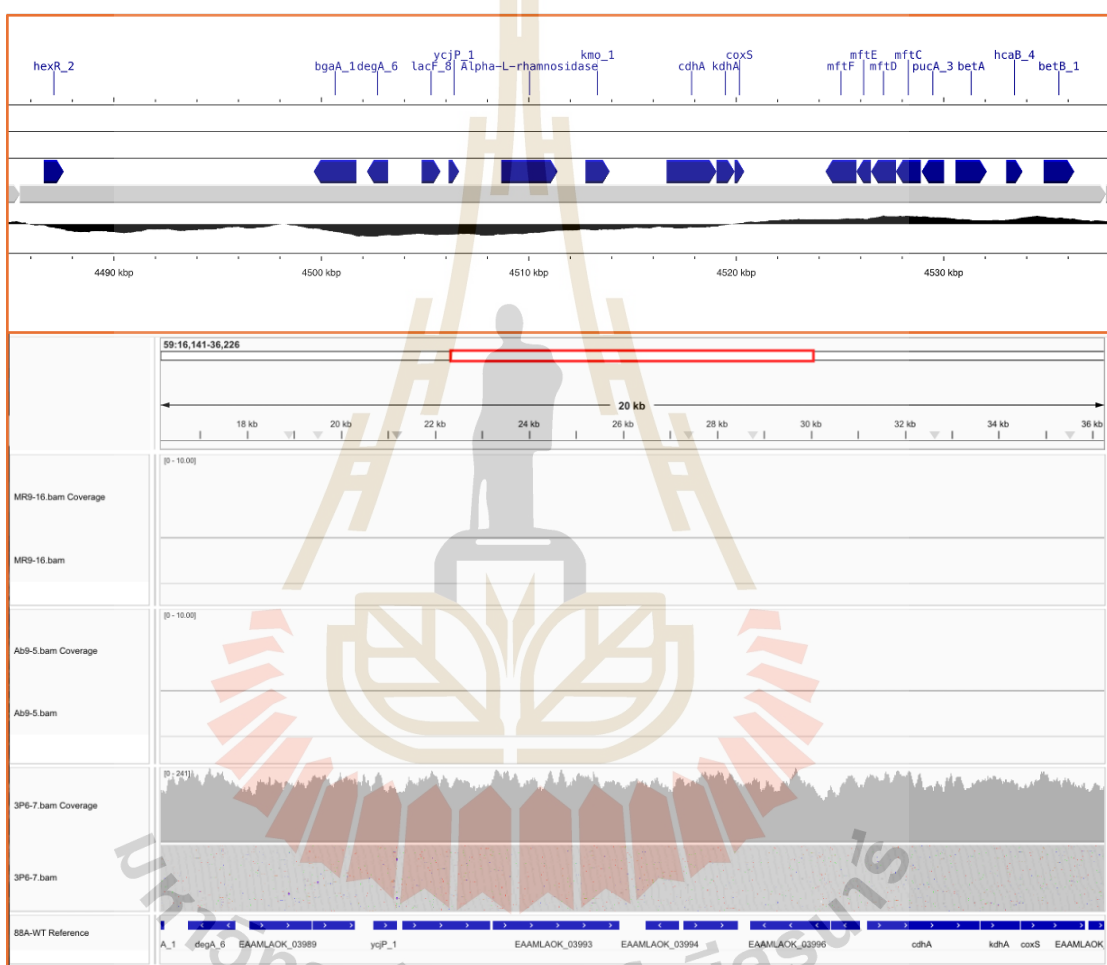 ycjP_1 kmo_1 coxS mftE mftC hcaB_4
hexR_2 bgaA_1 degA_6 lacF_8 Alpha-L-rhamnosidase cdhA kdhA mftF mftD pucA_3 betA betB_1
4490 kbp 4500 kbp 4510 kbp 4520 kbp 4530 kbp
59:16,141-36,226
20 kb
18 kb 20 kb 22 kb 24 kb 26 kb 28 kb 30 kb 32 kb 34 kb 36 kb
[0 - 10.00]
MR9-16.bam Coverage
MR9-16.bam
[0 - 10.00]
Ab9-5.bam Coverage
Ab9-5.bam
[0 - 241]
3P6-7.bam Coverage
3P6-7.bam
88A-WT Reference
A_1 degA_6 EAAMLAOK_03989 ycjP_1 EAAMLAOK_03993 EAAMLAOK_03994 EAAMLAOK_03996 cdhA kdhA coxS EAAMLAOK